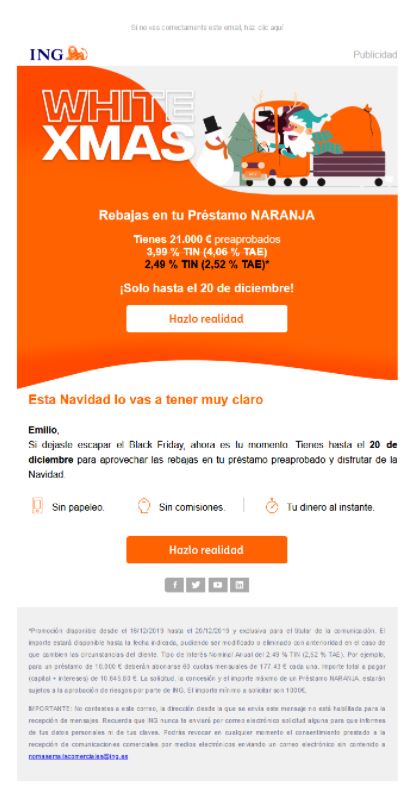 Si no ves correctamente este email, haz clic aquí
ING
Publicidad
WHITE
XMAS
Rebajas en tu Préstamo NARANJA
Tienes 21.000 € preaprobados
3,99 % TIN (4,06 % TAE)
2,49 % TIN (2,52 % TAE)*
¡Solo hasta el 20 de diciembre!
Hazlo realidad
Esta Navidad lo vas a tener muy claro
Emilio,
Si dejaste escapar el Black Friday, ahora es tu momento. Tienes hasta el 20 de
diciembre para aprovechar las rebajas en tu préstamo preaprobado y disfrutar de la
Navidad.
Sin papeleo.
Sin comisiones.
Tu dinero al instante.
Hazlo realidad
*Promoción disponible desde el 16/12/2019 hasta el 20/12/2019 y exclusiva para el titular de la comunicación. El
importe estará disponible hasta la fecha indicada, pudiendo ser modificado o eliminado con anterioridad en el caso de
que cambien las circunstancias del cliente. Tipo de Interés Nominal Anual del 2,49 % TIN (2,52 % TAE). Por ejemplo,
para un préstamo de 10.000 € deberán abonarse 60 cuotas mensuales de 177,43 € cada una. Importe total a pagar
(capital + intereses) de 10.645,80 €. La solicitud, la concesión y el importe máximo de un Préstamo NARANJA, estarán
sujetos a la aprobación de riesgos por parte de ING. El importe mínimo a solicitar son 1000€.
IMPORTANTE: No contestes a este correo, la dirección desde la que se envía este mensaje no está habilitada para la
recepción de mensajes. Recuerda que ING nunca te enviará por correo electrónico solicitud alguna para que informes
de tus datos personales ni de tus claves. Podrás revocar en cualquier momento el consentimiento prestado a la
recepción de comunicaciones comerciales por medios electrónicos enviando un correo electrónico sin contenido a
nomasemailscomerciales@ing.es